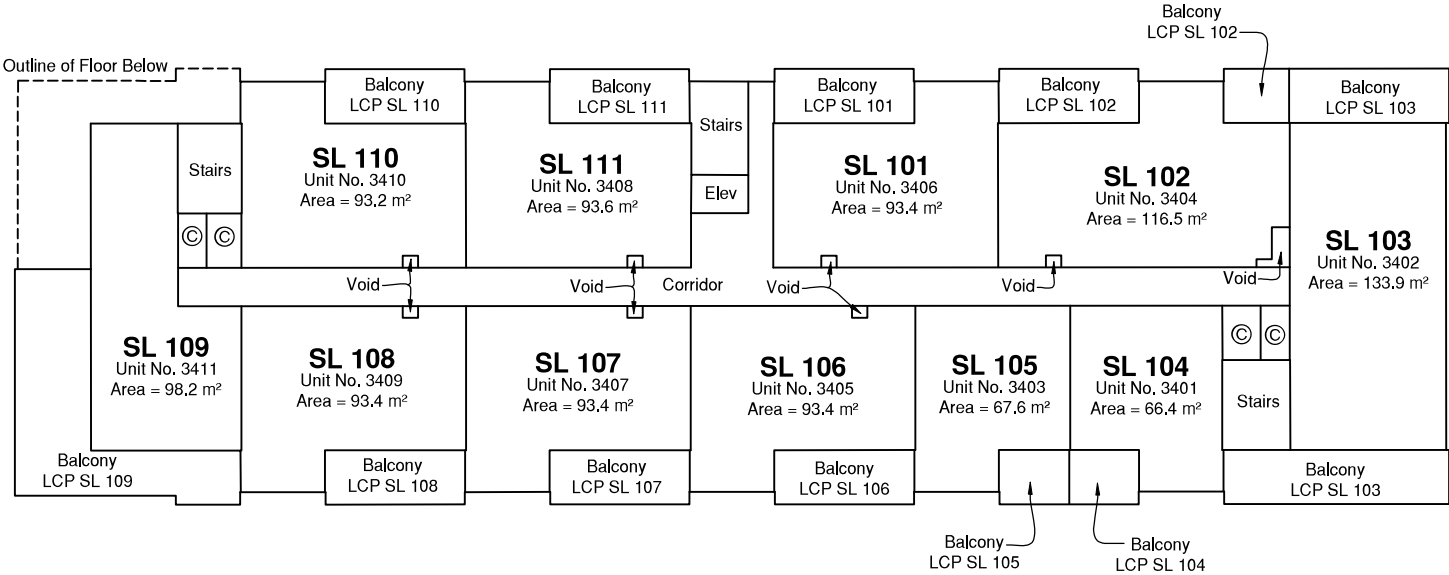 Balcony
LCP SL 102
Outline of Floor Below
Balcony
LCP SL 110
Balcony
LCP SL 111
Stairs
Balcony
LCP SL 101
Balcony
LCP SL 102
Balcony
LCP SL 103
Stairs
SL 110
Unit No. 3410
Area = 93.2 m²
SL 111
Unit No. 3408
Area = 93.6 m²
Elev
SL 101
Unit No. 3406
Area = 93.4 m²
SL 102
Unit No. 3404
Area = 116.5 m²
SL 103
Unit No. 3402
Area = 133.9 m²
© ©
Void
Void
Corridor
Void
Void
Void
SL 109
Unit No. 3411
Area = 98.2 m²
SL 108
Unit No. 3409
Area = 93.4 m²
SL 107
Unit No. 3407
Area = 93.4 m²
SL 106
Unit No. 3405
Area = 93.4 m²
SL 105
Unit No. 3403
Area = 67.6 m²
SL 104
Unit No. 3401
Area = 66.4 m²
© ©
Stairs
Balcony
LCP SL 109
Balcony
LCP SL 108
Balcony
LCP SL 107
Balcony
LCP SL 106
Balcony
LCP SL 103
Balcony
LCP SL 105
Balcony
LCP SL 104